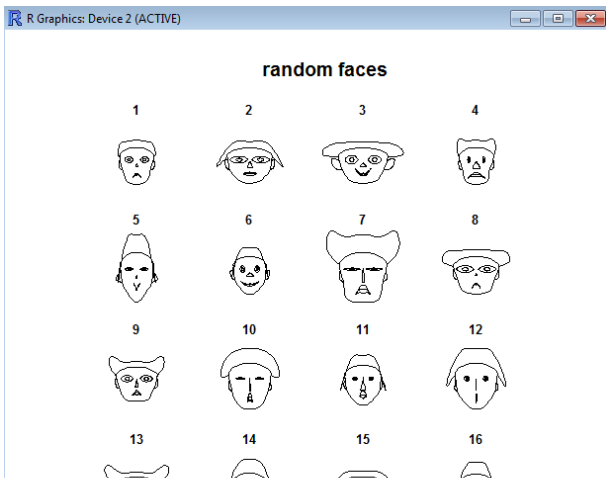 R Graphics: Device 2 (ACTIVE)
random faces
1 2 3 4
5 6 7 8
9 10 11 12
13 14 15 16